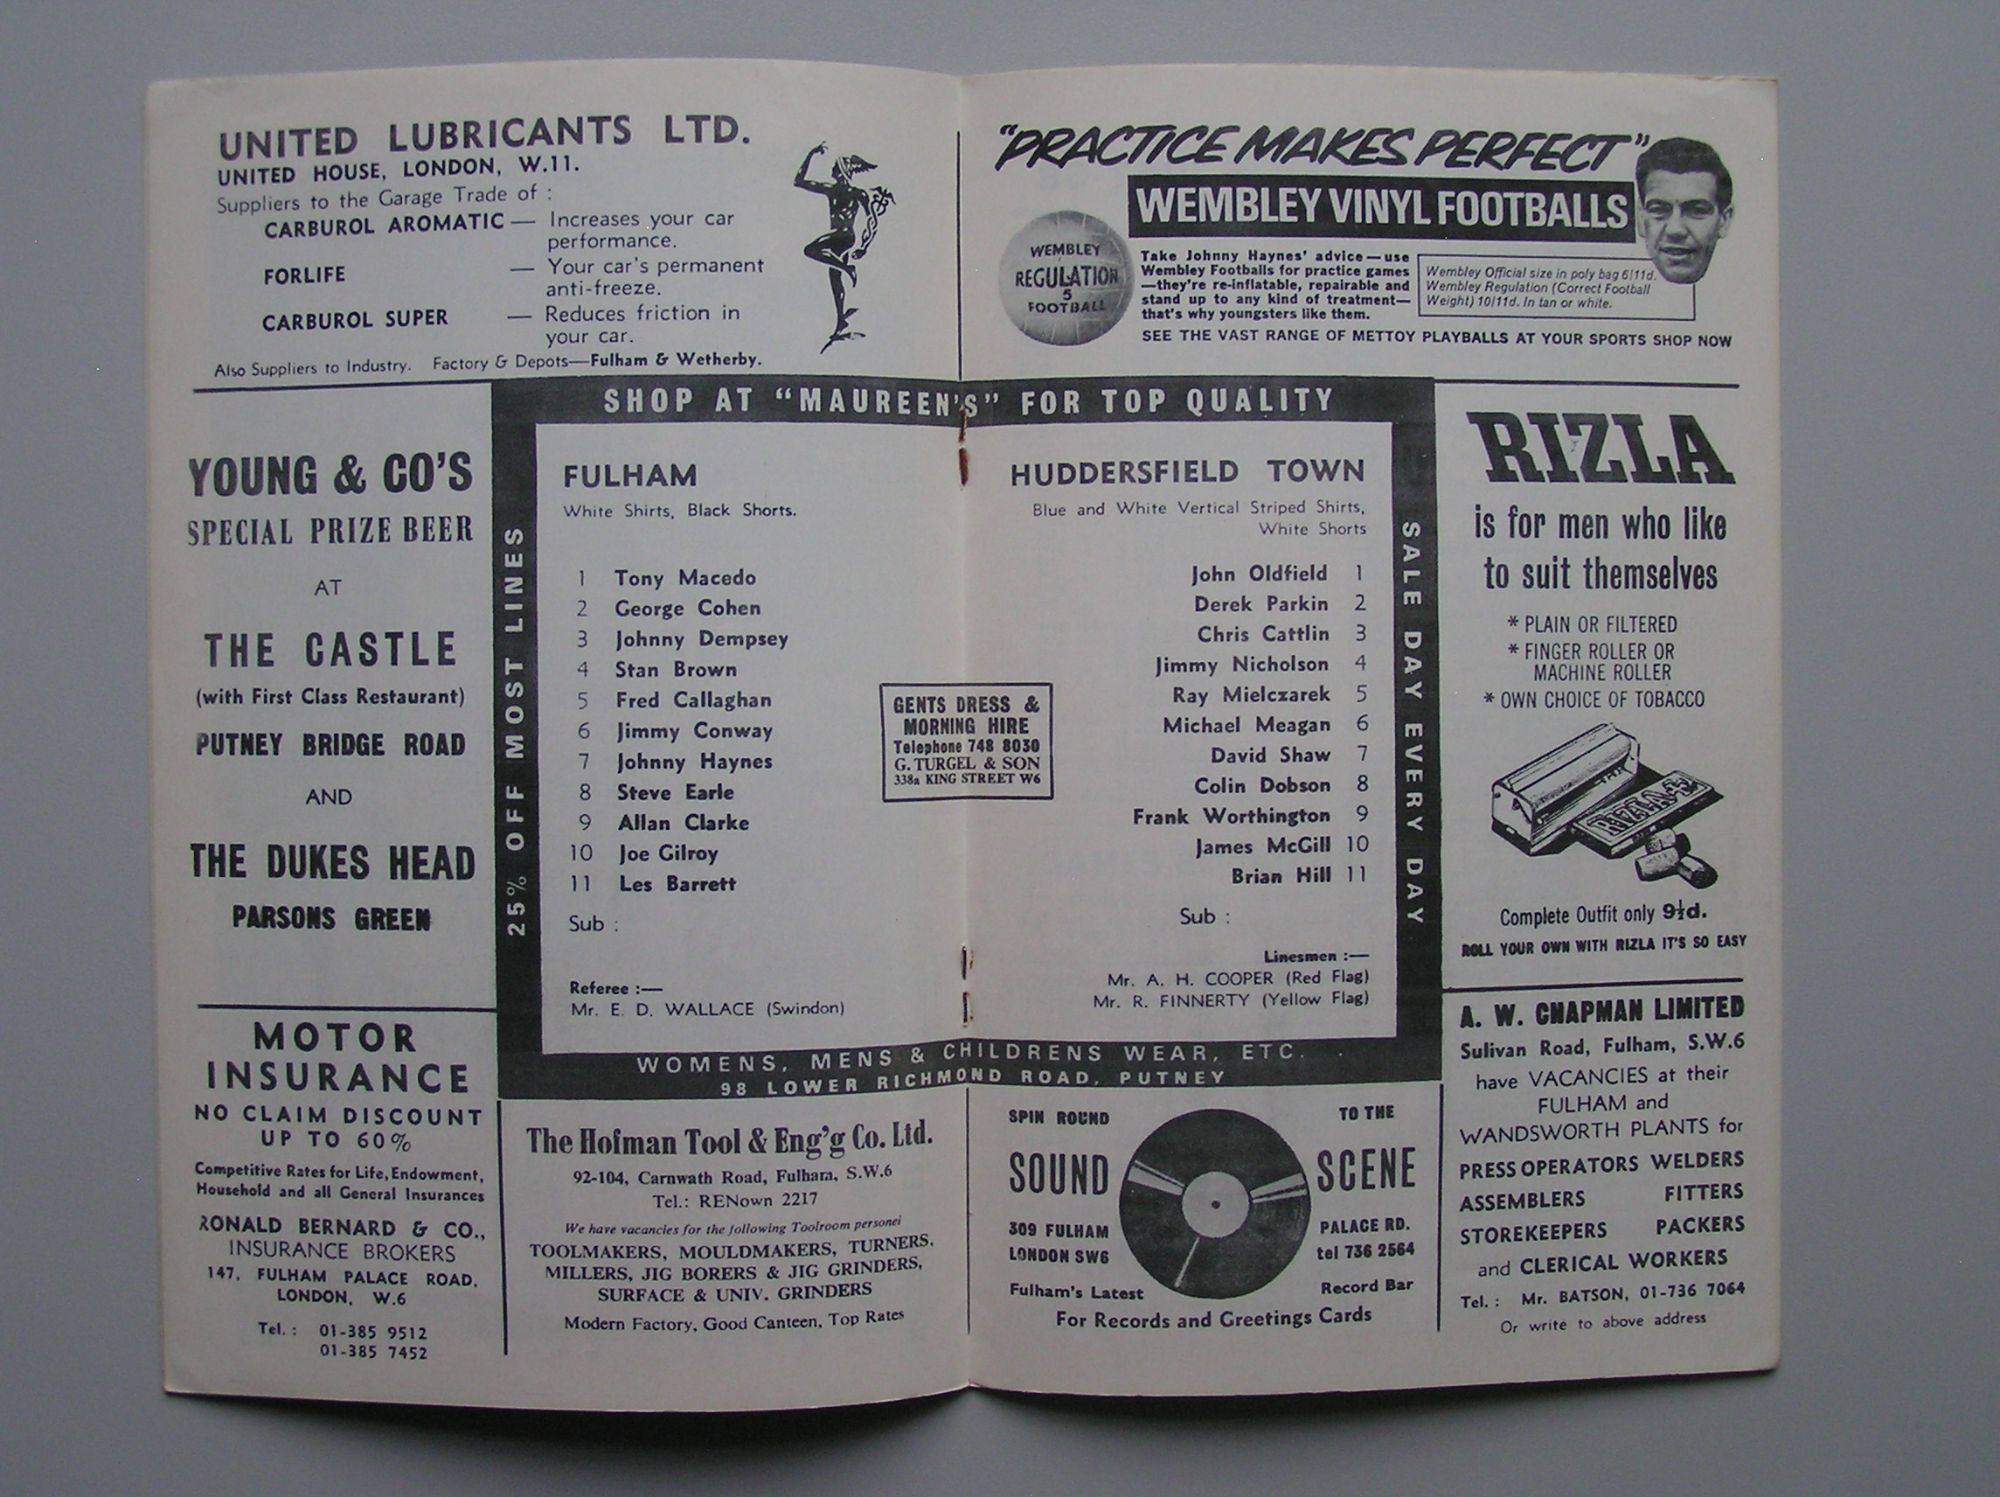 UNITED LUBRICANTS LTD.
UNITED HOUSE, LONDON, W.11.
Suppliers to the Garage Trade of :
CARBUROL AROMATIC — Increases your car
performance.
FORLIFE — Your car's permanent
anti-freeze.
CARBUROL SUPER — Reduces friction in
your car.
Also Suppliers to Industry. Factory & Depots—Fulham & Wetherby.
"PRACTICE MAKES PERFECT"
WEMBLEY VINYL FOOTBALLS
WEMBLEY
REGULATION
5
FOOTBALL
Take Johnny Haynes' advice — use
Wembley Footballs for practice games
—they're re-inflatable, repairable and
stand up to any kind of treatment—
that's why youngsters like them.
Wembley Official size in poly bag 6/11d.
Wembley Regulation (Correct Football
Weight) 10/11d. In tan or white.
SEE THE VAST RANGE OF METTOY PLAYBALLS AT YOUR SPORTS SHOP NOW
YOUNG & CO'S
SPECIAL PRIZE BEER
AT
THE CASTLE
(with First Class Restaurant)
PUTNEY BRIDGE ROAD
AND
THE DUKES HEAD
PARSONS GREEN
SHOP AT "MAUREEN'S" FOR TOP QUALITY
25% OFF MOST LINES
FULHAM
White Shirts, Black Shorts.
1 Tony Macedo
2 George Cohen
3 Johnny Dempsey
4 Stan Brown
5 Fred Callaghan
6 Jimmy Conway
7 Johnny Haynes
8 Steve Earle
9 Allan Clarke
10 Joe Gilroy
11 Les Barrett
Sub :
Referee :—
Mr. E. D. WALLACE (Swindon)
GENTS DRESS &
MORNING HIRE
Telephone 748 8030
G. TURGEL & SON
338a KING STREET W6
HUDDERSFIELD TOWN
Blue and White Vertical Striped Shirts,
White Shorts
John Oldfield 1
Derek Parkin 2
Chris Cattlin 3
Jimmy Nicholson 4
Ray Mielczarek 5
Michael Meagan 6
David Shaw 7
Colin Dobson 8
Frank Worthington 9
James McGill 10
Brian Hill 11
Sub :
Linesmen :—
Mr. A. H. COOPER (Red Flag)
Mr. R. FINNERTY (Yellow Flag)
SALE DAY EVERY DAY
WOMENS, MENS & CHILDRENS WEAR, ETC.
98 LOWER RICHMOND ROAD, PUTNEY
RIZLA
is for men who like
to suit themselves
* PLAIN OR FILTERED
* FINGER ROLLER OR
MACHINE ROLLER
* OWN CHOICE OF TOBACCO
RIZLA+
Complete Outfit only 9½d.
ROLL YOUR OWN WITH RIZLA IT'S SO EASY
MOTOR
INSURANCE
NO CLAIM DISCOUNT
UP TO 60%
Competitive Rates for Life, Endowment,
Household and all General Insurances
RONALD BERNARD & CO.,
INSURANCE BROKERS
147, FULHAM PALACE ROAD,
LONDON, W.6
Tel. : 01-385 9512
01-385 7452
The Hofman Tool & Eng'g Co. Ltd.
92-104, Carnwath Road, Fulham, S.W.6
Tel.: RENown 2217
We have vacancies for the following Toolroom personel
TOOLMAKERS, MOULDMAKERS, TURNERS,
MILLERS, JIG BORERS & JIG GRINDERS,
SURFACE & UNIV. GRINDERS
Modern Factory, Good Canteen, Top Rates
SPIN ROUND TO THE
SOUND SCENE
309 FULHAM PALACE RD.
LONDON SW6 tel 736 2564
Fulham's Latest Record Bar
For Records and Greetings Cards
A. W. CHAPMAN LIMITED
Sulivan Road, Fulham, S.W.6
have VACANCIES at their
FULHAM and
WANDSWORTH PLANTS for
PRESS OPERATORS WELDERS
ASSEMBLERS FITTERS
STOREKEEPERS PACKERS
and CLERICAL WORKERS
Tel. : Mr. BATSON, 01-736 7064
Or write to above address